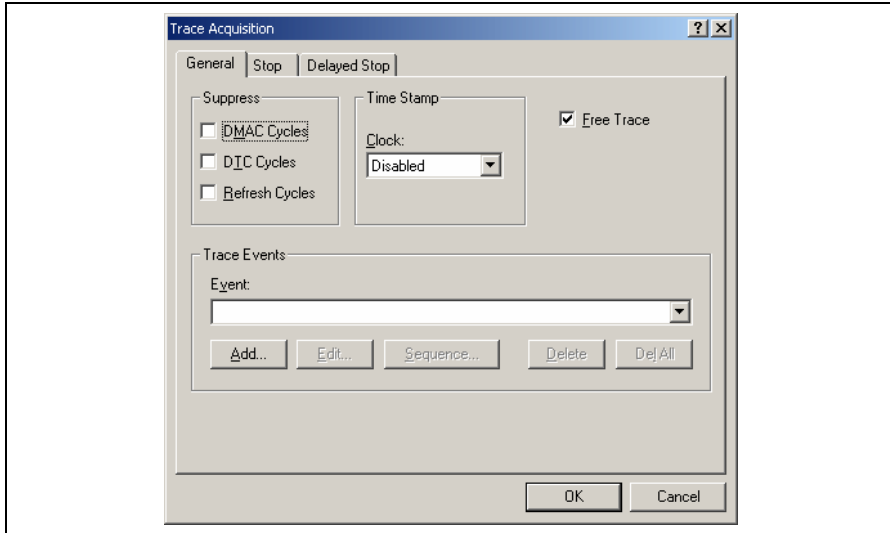 Trace Acquisition
General
Stop
Delayed Stop
Suppress
DMAC Cycles
DTC Cycles
Refresh Cycles
Time Stamp
Clock:
Disabled
Free Trace
Trace Events
Event:
Add...
Edit...
Sequence...
Delete
Del All
OK
Cancel